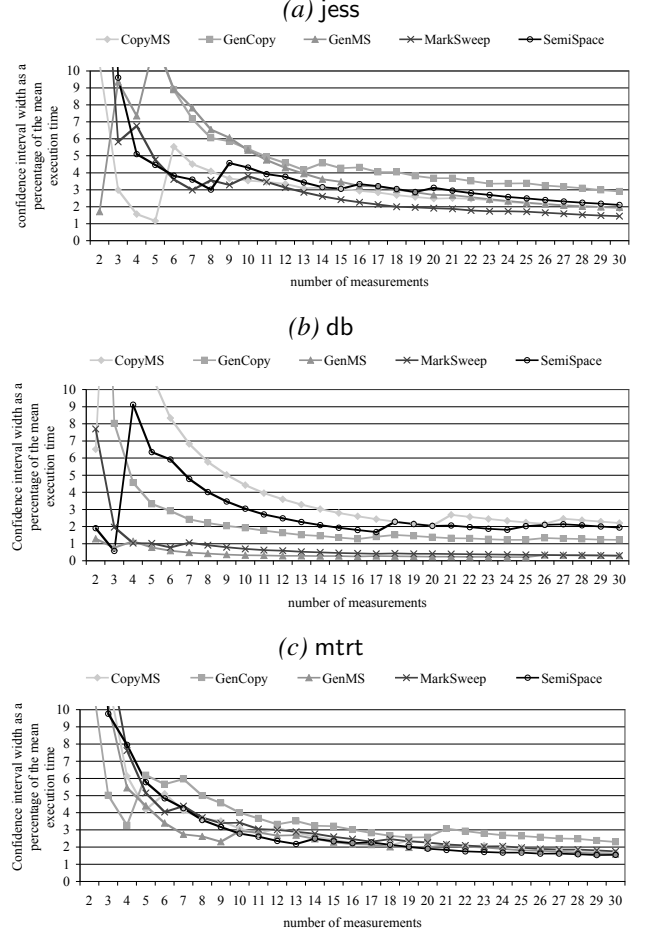 (a) jess
CopyMS GenCopy GenMS MarkSweep SemiSpace
confidence interval width as a
percentage of the mean
execution time
10
9
8
7
6
5
4
3
2
1
0
2 3 4 5 6 7 8 9 10 11 12 13 14 15 16 17 18 19 20 21 22 23 24 25 26 27 28 29 30
number of measurements
(b) db
CopyMS GenCopy GenMS MarkSweep SemiSpace
Confidence interval width as a
percentage of the mean
execution time
10
9
8
7
6
5
4
3
2
1
0
2 3 4 5 6 7 8 9 10 11 12 13 14 15 16 17 18 19 20 21 22 23 24 25 26 27 28 29 30
number of measurements
(c) mtrt
CopyMS GenCopy GenMS MarkSweep SemiSpace
Confidence interval width as a
percentage of the mean
execution time
10
9
8
7
6
5
4
3
2
1
0
2 3 4 5 6 7 8 9 10 11 12 13 14 15 16 17 18 19 20 21 22 23 24 25 26 27 28 29 30
number of measurements